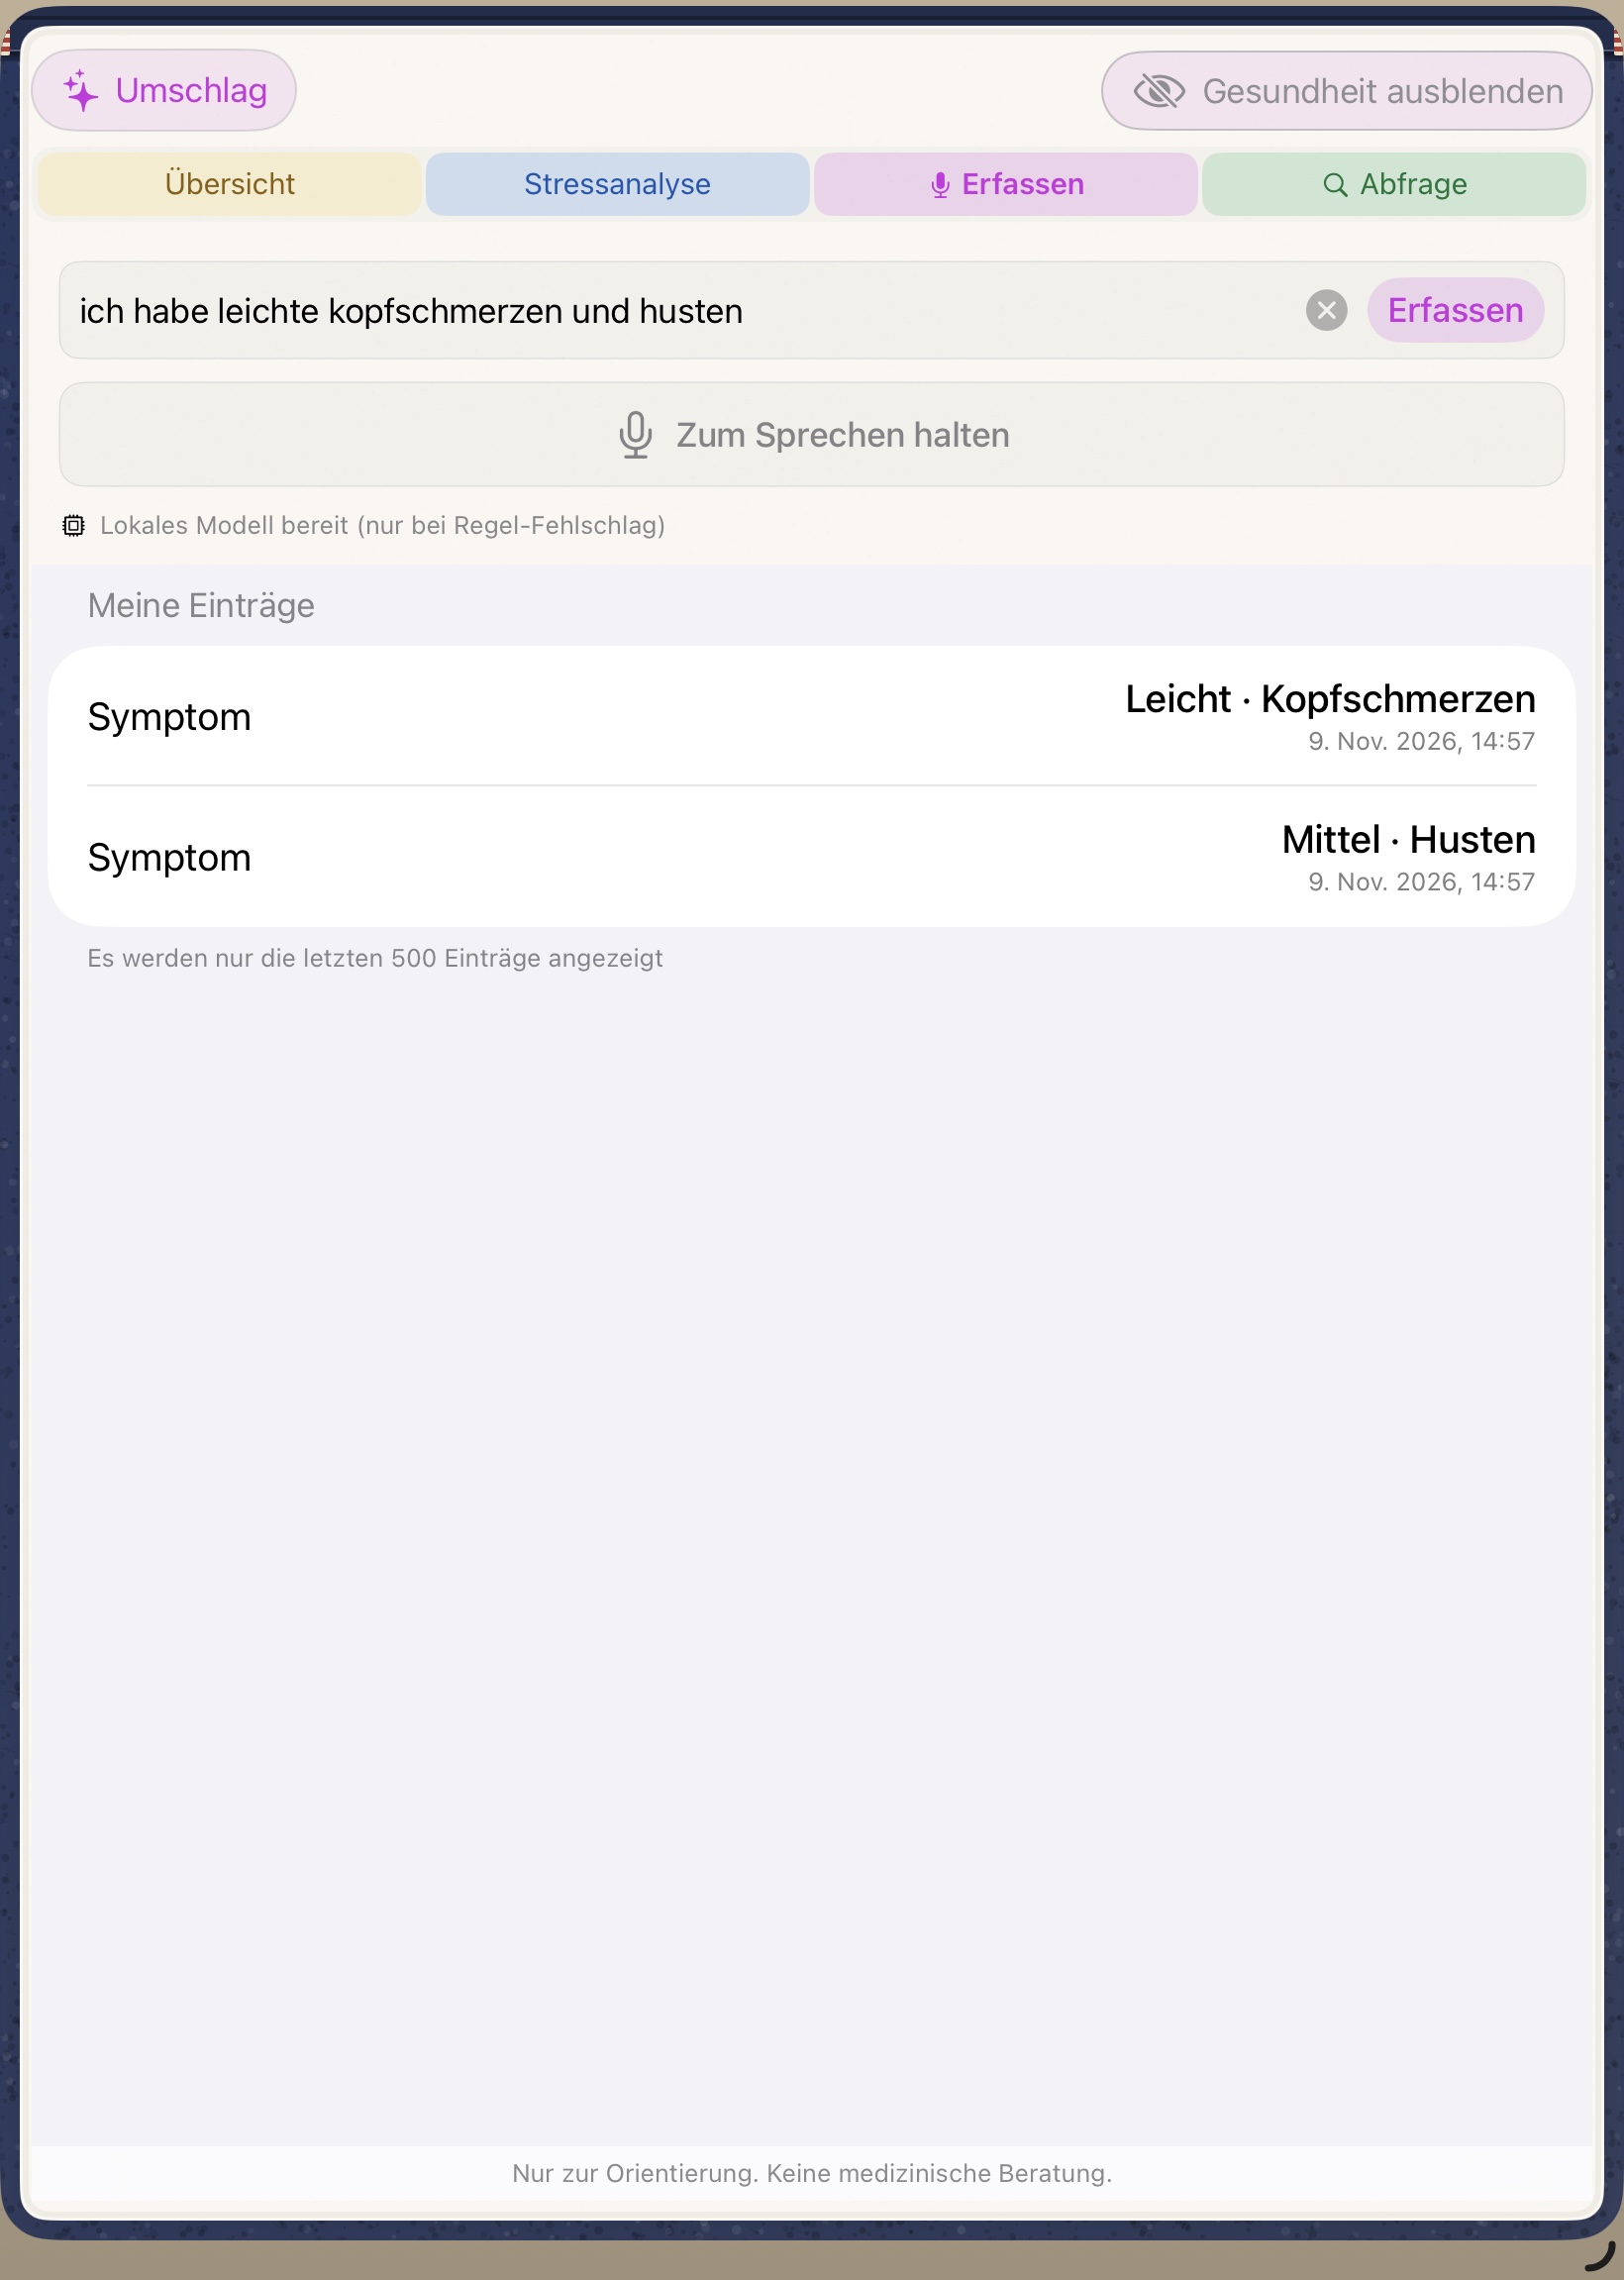 Umschlag
Gesundheit ausblenden
Übersicht
Stressanalyse
Erfassen
Abfrage
ich habe leichte kopfschmerzen und husten
Erfassen
Zum Sprechen halten
Lokales Modell bereit (nur bei Regel-Fehlschlag)
Meine Einträge
Symptom
Leicht · Kopfschmerzen
9. Nov. 2026, 14:57
Symptom
Mittel · Husten
9. Nov. 2026, 14:57
Es werden nur die letzten 500 Einträge angezeigt
Nur zur Orientierung. Keine medizinische Beratung.